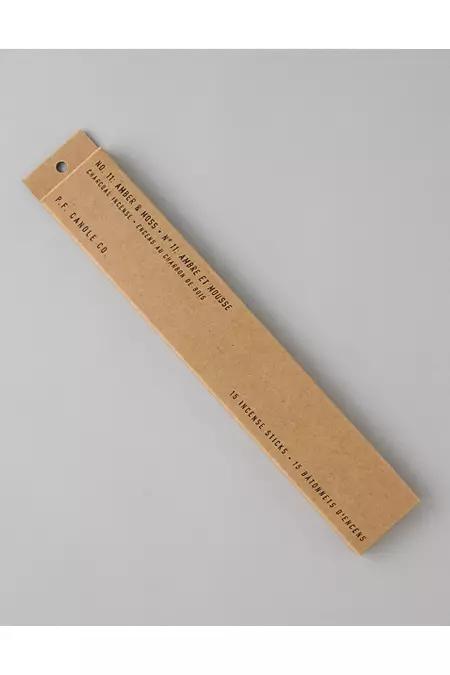 NO. 11: AMBER & MOSS • Nº 11: AMBRE ET MOUSSE
CHARCOAL INCENSE • ENCENS AU CHARBON DE BOIS
P.F. CANDLE CO.
15 INCENSE STICKS • 15 BÂTONNETS D'ENCENS